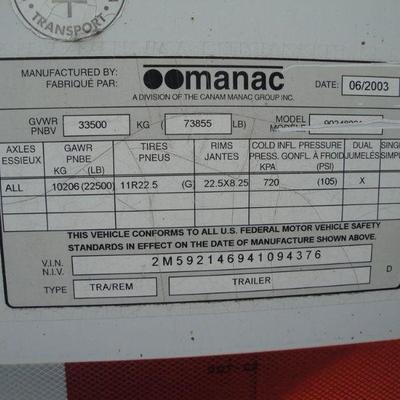 TRANSPORT
MANUFACTURED BY:
FABRIQUÉ PAR:
manac
A DIVISION OF THE CANAM MANAC GROUP INC.
DATE: 06/2003
GVWR
PNBV
33500 KG ( 73855 LB)
MODEL
MODÈLE
AXLES
ESSIEUX
GAWR
PNBE
KG (LB)
TIRES
PNEUS
RIMS
JANTES
COLD INFL. PRESSURE
PRESS. GONFL. À FROID
KPA (PSI)
DUAL
JUMELÉS
ALL 10206 (22500) 11R22.5 (G) 22.5X8.25 720 (105) X
THIS VEHICLE CONFORMS TO ALL U.S. FEDERAL MOTOR VEHICLE SAFETY
STANDARDS IN EFFECT ON THE DATE OF MANUFACTURE SHOWN ABOVE.
V.I.N.
N.I.V.
2M592146941094376
D
TYPE TRA/REM TRAILER